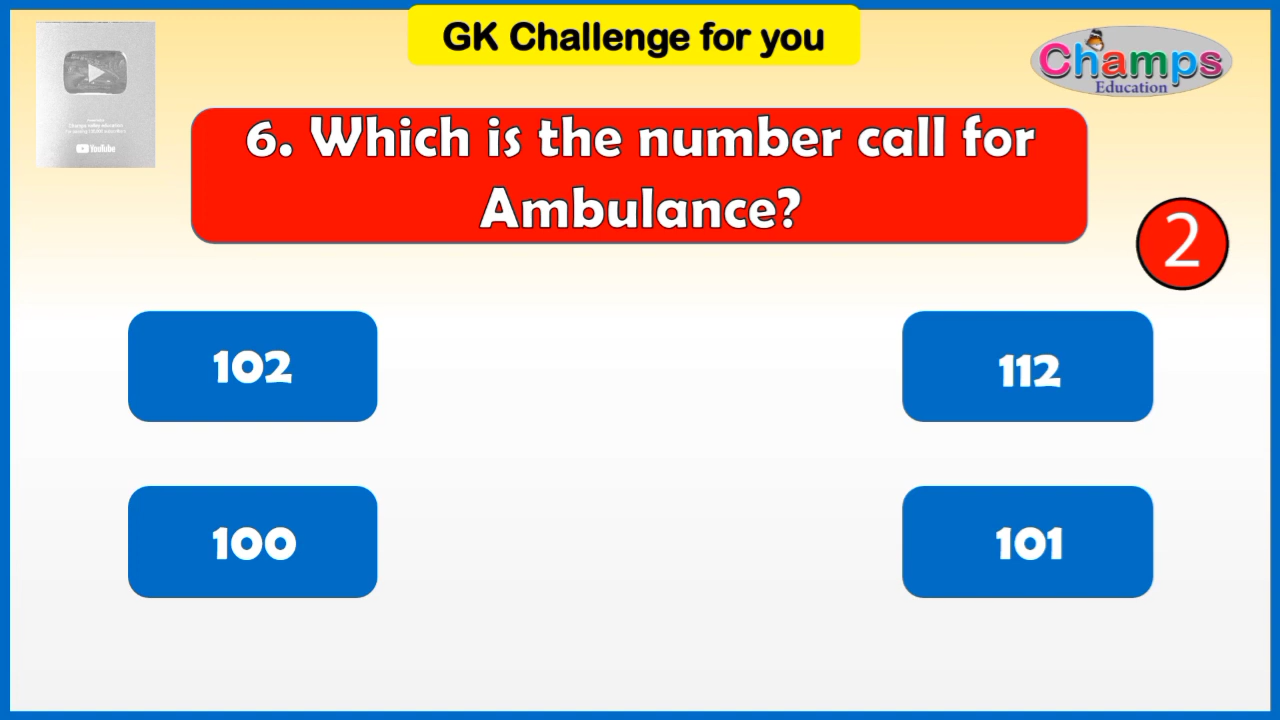 GK Challenge for you
Champs
Education
YouTube
6. Which is the number call for
Ambulance?
2
102
112
100
101